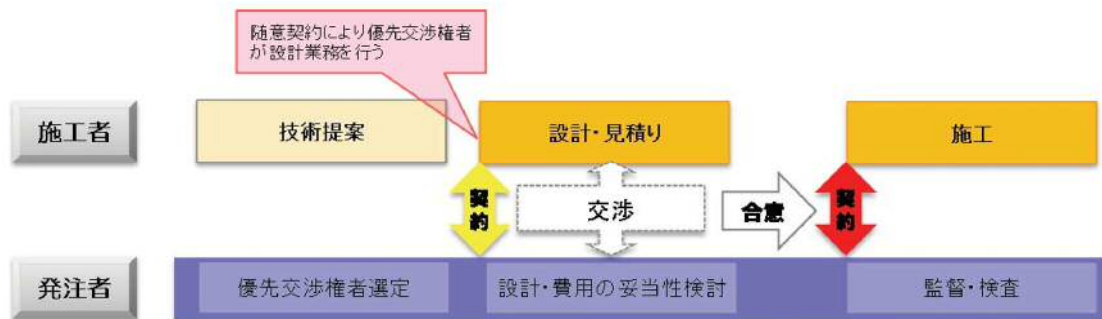 随意契約により優先交渉権者
が設計業務を行う
施工者
技術提案
設計・見積り
施工
契約
交渉
合意
契約
発注者
優先交渉権者選定
設計・費用の妥当性検討
監督・検査